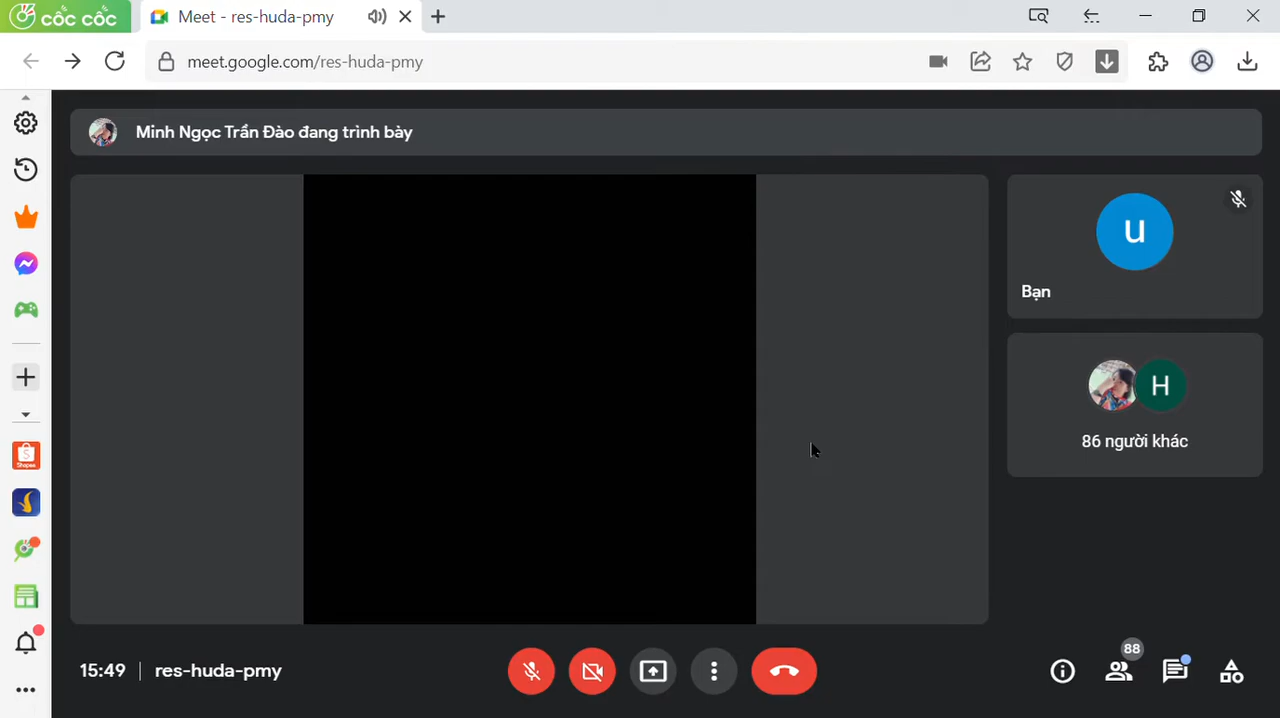 cốc cốc
Meet - res-huda-pmy
meet.google.com/res-huda-pmy
Minh Ngọc Trần Đào đang trình bày
u
Bạn
H
86 người khác
Shopee
15:49
res-huda-pmy
88